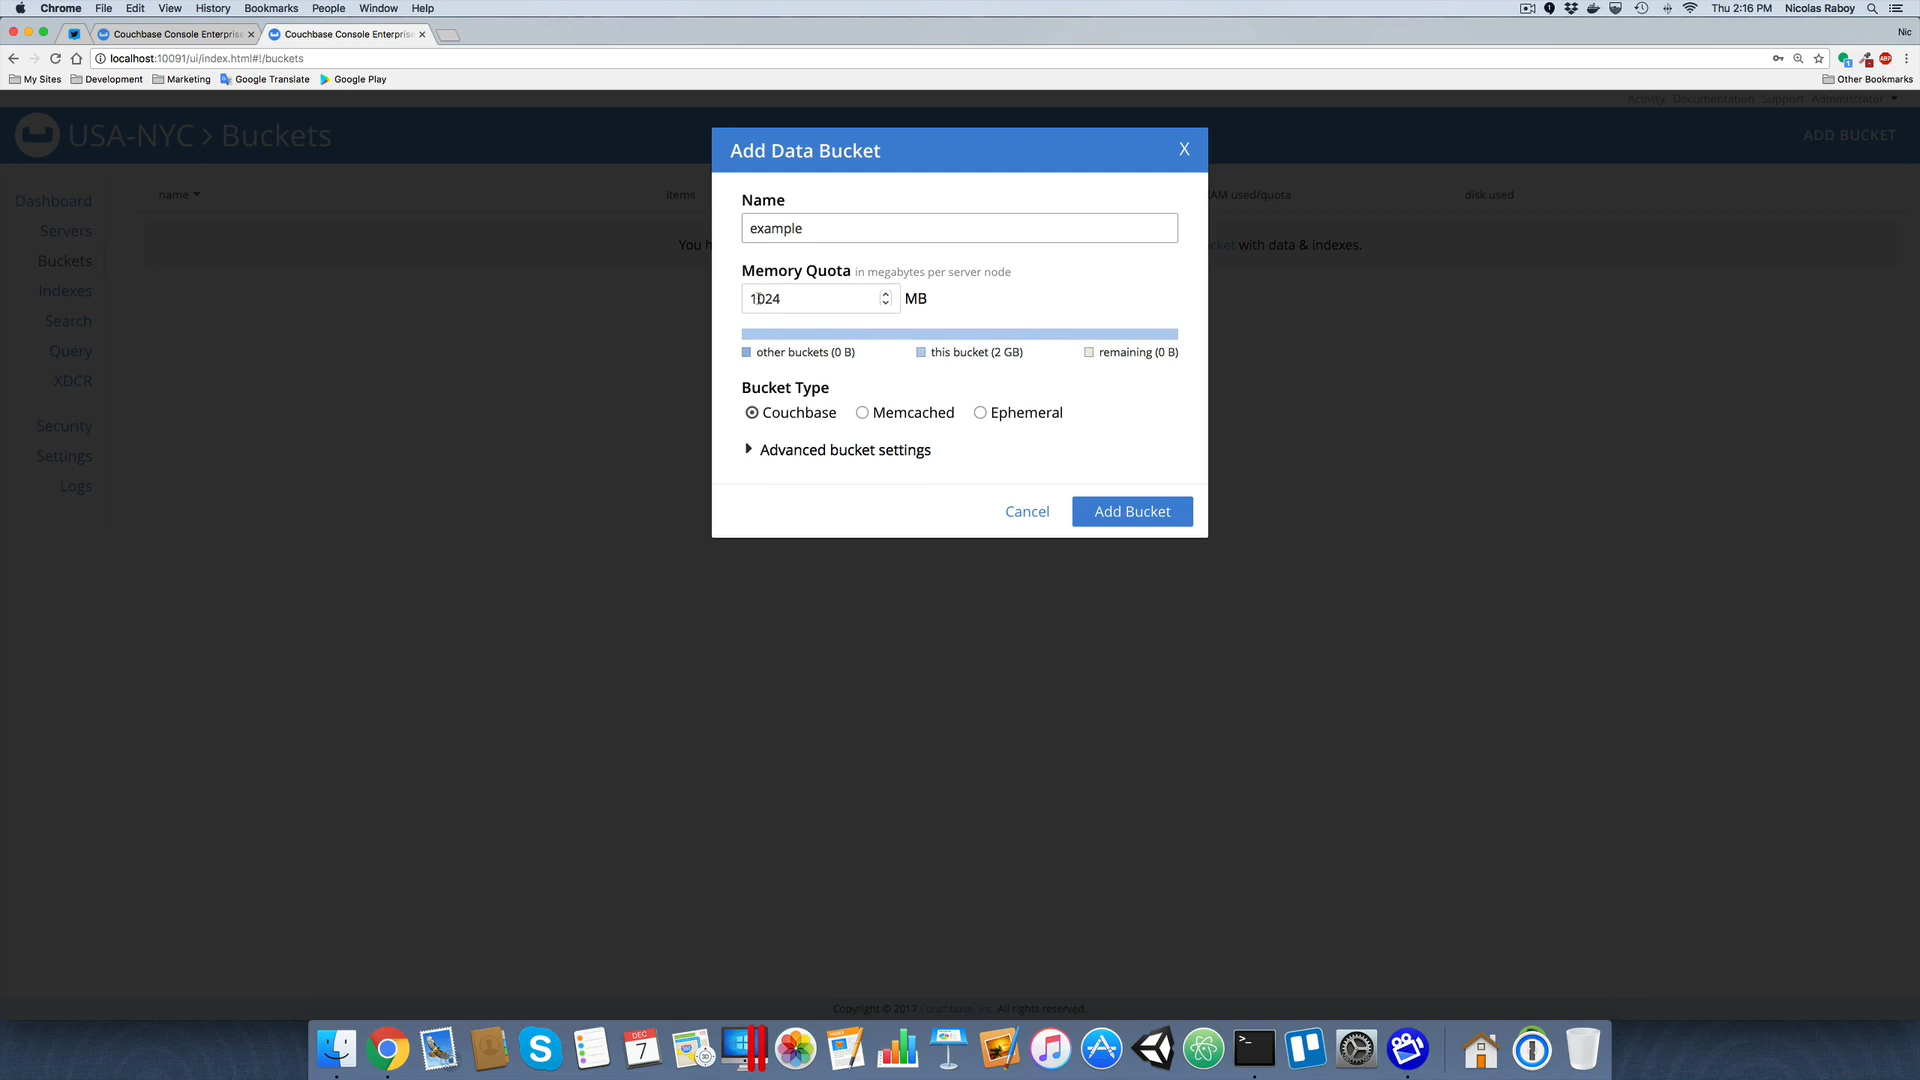 Chrome File Edit View History Bookmarks People Window Help Thu 2:16 PM Nicolas Raboy
Couchbase Console Enterpris Couchbase Console Enterpris Nic
localhost:10091/ui/index.html#!/buckets
My Sites Development Marketing Google Translate Google Play Other Bookmarks
Activity Documentation Support Administrator
USA-NYC > Buckets ADD BUCKET
Add Data Bucket X
Dashboard
Servers
Buckets
Indexes
Search
Query
XDCR
Security
Settings
Logs
name items AM used/quota disk used
You h cket with data & indexes.
Name
example
Memory Quota in megabytes per server node
1024 MB
other buckets (0 B) this bucket (2 GB) remaining (0 B)
Bucket Type
Couchbase Memcached Ephemeral
Advanced bucket settings
Cancel Add Bucket
Copyright © 2017 Couchbase, Inc. All rights reserved.
DEC
7